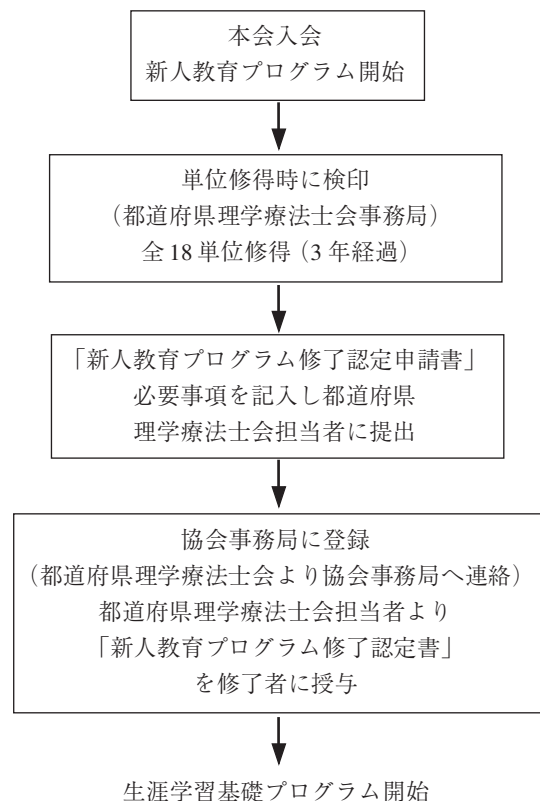 本会入会
新人教育プログラム開始
単位修得時に検印
（都道府県理学療法士会事務局）
全18単位修得（3年経過）
「新人教育プログラム修了認定申請書」
必要事項を記入し都道府県
理学療法士会担当者に提出
協会事務局に登録
（都道府県理学療法士会より協会事務局へ連絡）
都道府県理学療法士会担当者より
「新人教育プログラム修了認定書」
を修了者に授与
生涯学習基礎プログラム開始